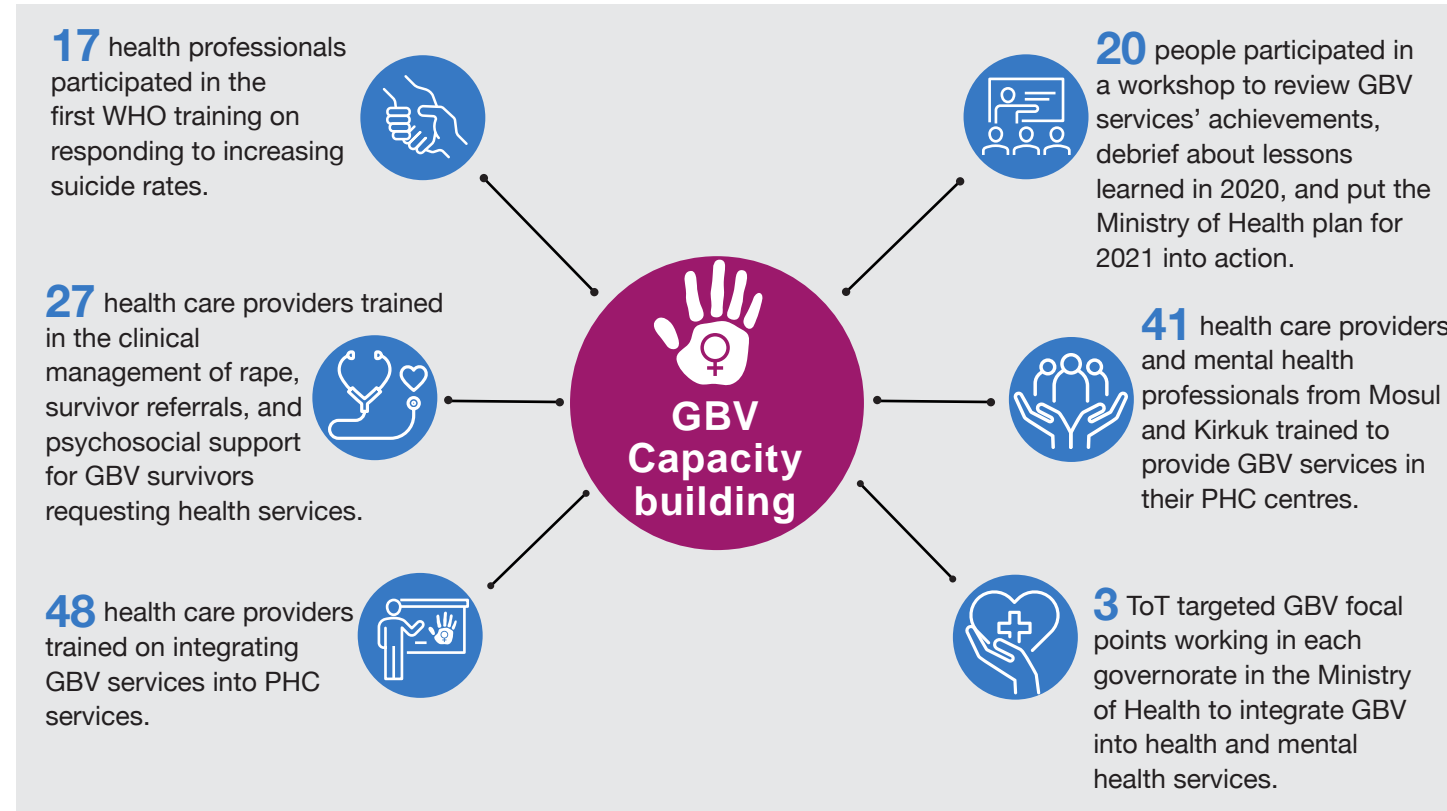 17 health professionals
participated in the
first WHO training on
responding to increasing
suicide rates.
27 health care providers trained
in the clinical
management of rape,
survivor referrals, and
psychosocial support
for GBV survivors
requesting health services.
48 health care providers
trained on integrating
GBV services into PHC
services.
GBV
Capacity
building
20 people participated in
a workshop to review GBV
services’ achievements,
debrief about lessons
learned in 2020, and put the
Ministry of Health plan for
2021 into action.
41 health care providers
and mental health
professionals from Mosul
and Kirkuk trained to
provide GBV services in
their PHC centres.
3 ToT targeted GBV focal
points working in each
governorate in the Ministry
of Health to integrate GBV
into health and mental
health services.